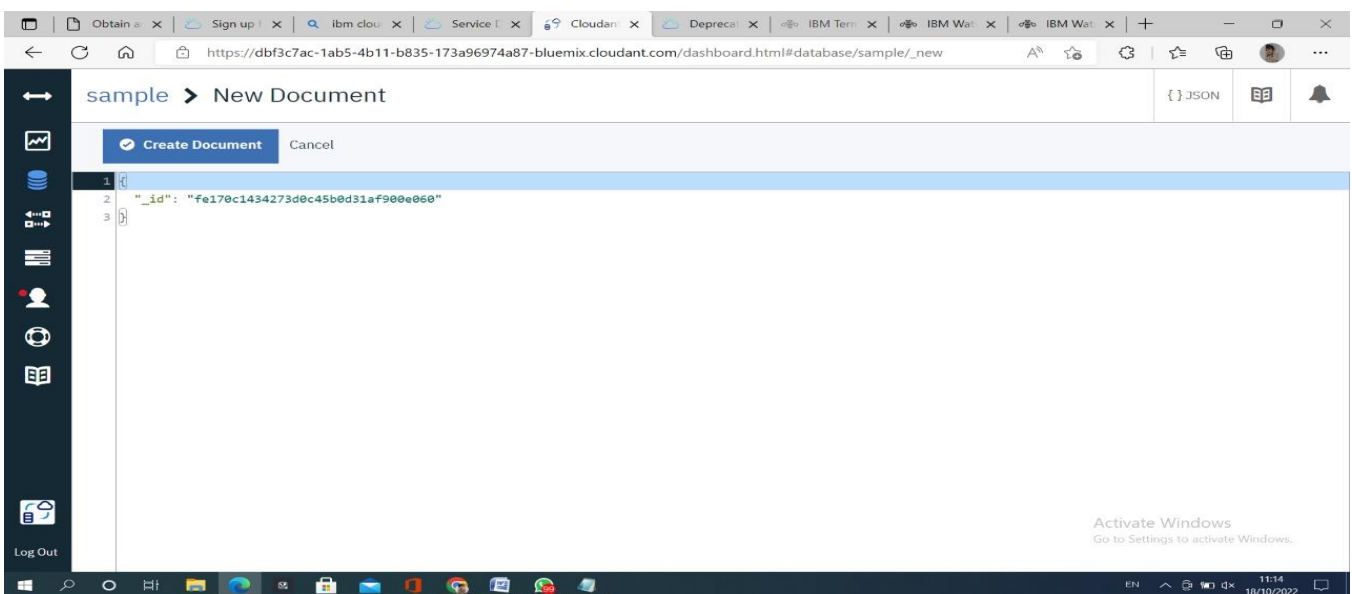 Obtain a
Sign up f
ibm clou
Service D
Cloudant
Deprecat
IBM Term
IBM Wat
IBM Wat
https://dbf3c7ac-1ab5-4b11-b835-173a96974a87-bluemix.cloudant.com/dashboard.html#database/sample/_new
sample > New Document
{ } JSON
Create Document Cancel
1 {
2 "_id": "fe170c1434273d0c45b0d31af900e060"
3 }
Activate Windows
Go to Settings to activate Windows.
Log Out
EN
11:14
18/10/2022